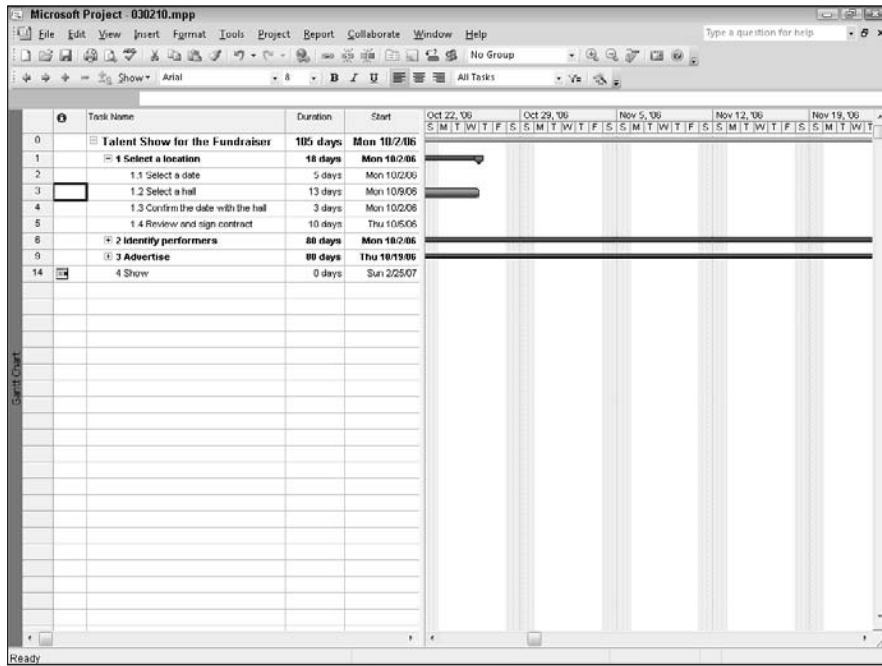 Microsoft Project - 030210.mpp
File Edit View Insert Format Tools Project Report Collaborate Window Help Type a question for help
No Group
Show Arial 8 B I U All Tasks
Task Name Duration Start Oct 22, '06 Oct 29, '06 Nov 5, '06 Nov 12, '06 Nov 19, '06
S M T W T F S S M T W T F S S M T W T F S S M T W T F S S M T W T
0 Talent Show for the Fundraiser 105 days Mon 10/2/06
1 1 Select a location 18 days Mon 10/2/06
2 1.1 Select a date 5 days Mon 10/2/06
3 1.2 Select a hall 13 days Mon 10/9/06
4 1.3 Confirm the date with the hall 3 days Mon 10/2/06
5 1.4 Review and sign contract 10 days Thu 10/5/06
6 2 Identify performers 80 days Mon 10/2/06
9 3 Advertise 80 days Thu 10/19/06
14 4 Show 0 days Sun 2/25/07
Gantt Chart
Ready